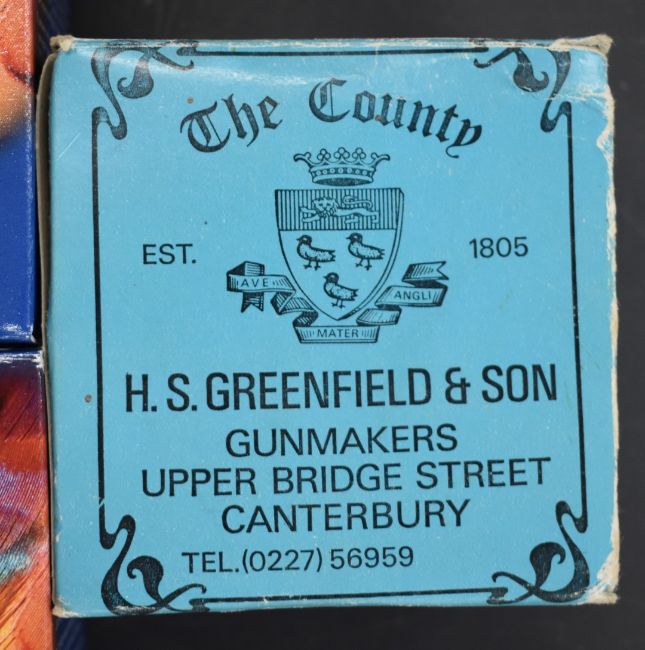 The County
EST. 1805
AVE MATER ANGLI
H. S. GREENFIELD & SON
GUNMAKERS
UPPER BRIDGE STREET
CANTERBURY
TEL. (0227) 56959